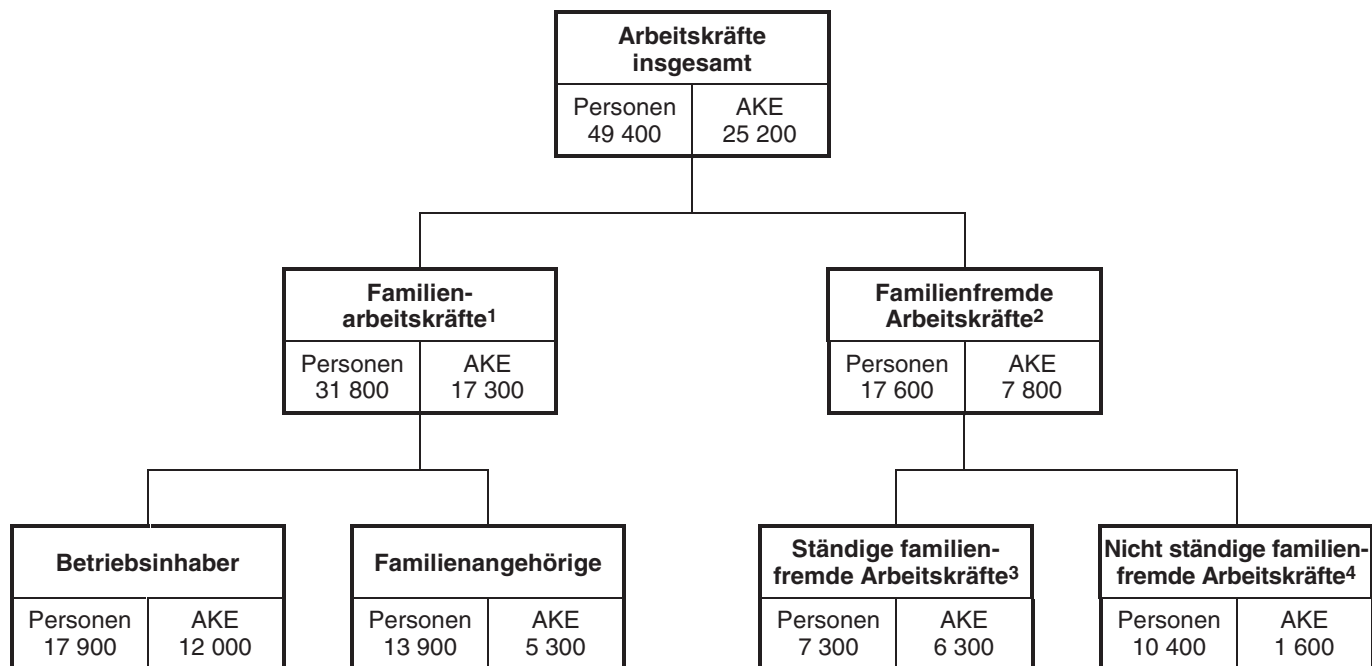 Arbeitskräfte
insgesamt
Personen AKE
49 400 25 200
Familien-
arbeitskräfte1
Personen AKE
31 800 17 300
Familienfremde
Arbeitskräfte2
Personen AKE
17 600 7 800
Betriebsinhaber
Personen AKE
17 900 12 000
Familienangehörige
Personen AKE
13 900 5 300
Ständige familien-
fremde Arbeitskräfte3
Personen AKE
7 300 6 300
Nicht ständige familien-
fremde Arbeitskräfte4
Personen AKE
10 400 1 600